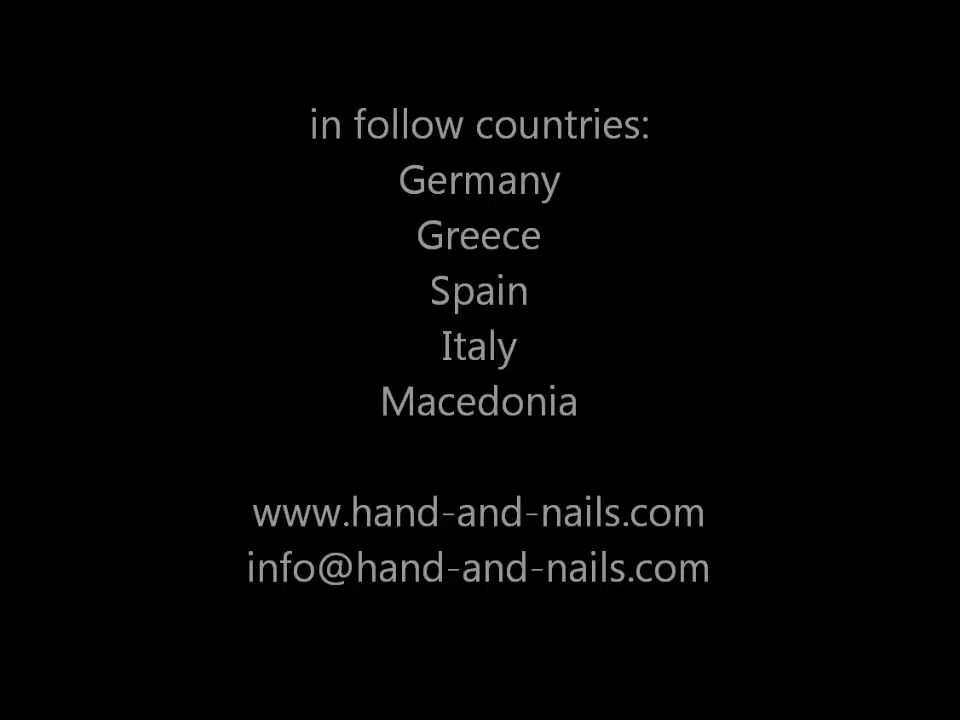 in follow countries:
Germany
Greece
Spain
Italy
Macedonia
www.hand-and-nails.com
info@hand-and-nails.com